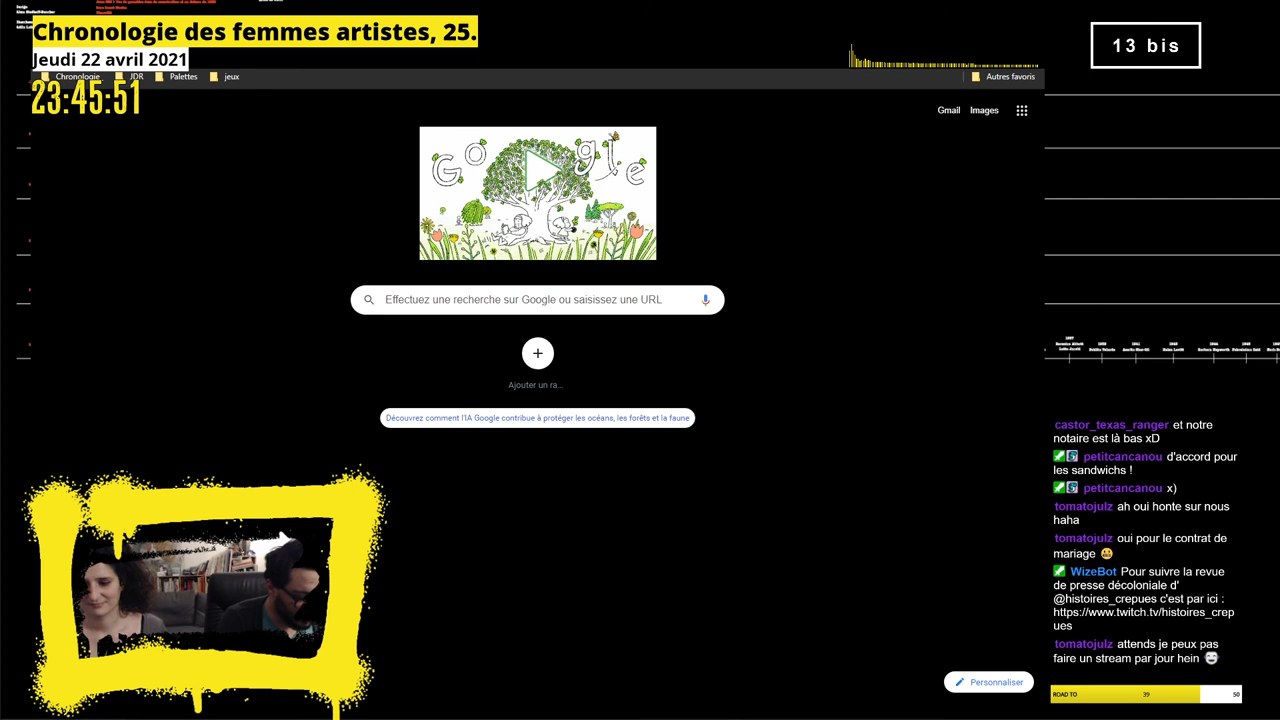 Chronologie des femmes artistes, 25.
Jeudi 22 avril 2021
Chronologie
JDR
Palettes
jeux
Autres favoris
23:45:51
13 bis
Gmail
Images
Google
Effectuez une recherche sur Google ou saisissez une URL
Ajouter un ra...
Découvrez comment l'IA Google contribue à protéger les océans, les forêts et la faune
castor_texas_ranger et notre
notaire est là bas xD
petitcancanou d'accord pour
les sandwichs !
petitcancanou x)
tomatojulz ah oui honte sur nous
haha
tomatojulz oui pour le contrat de
mariage
WizeBot Pour suivre la revue
de presse décoloniale d'
@histoires_crepues c'est par ici :
https://www.twitch.tv/histoires_crep
ues
tomatojulz attends je peux pas
faire un stream par jour hein
Personnaliser
ROAD TO
39
50